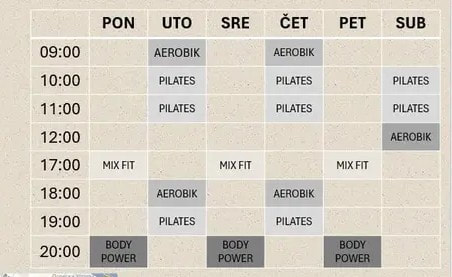 PON UTO SRE ČET PET SUB
09:00 AEROBIK AEROBIK
10:00 PILATES PILATES PILATES
11:00 PILATES PILATES PILATES
12:00 AEROBIK
17:00 MIX FIT MIX FIT MIX FIT
18:00 AEROBIK AEROBIK
19:00 PILATES PILATES
20:00 BODY POWER BODY POWER BODY POWER